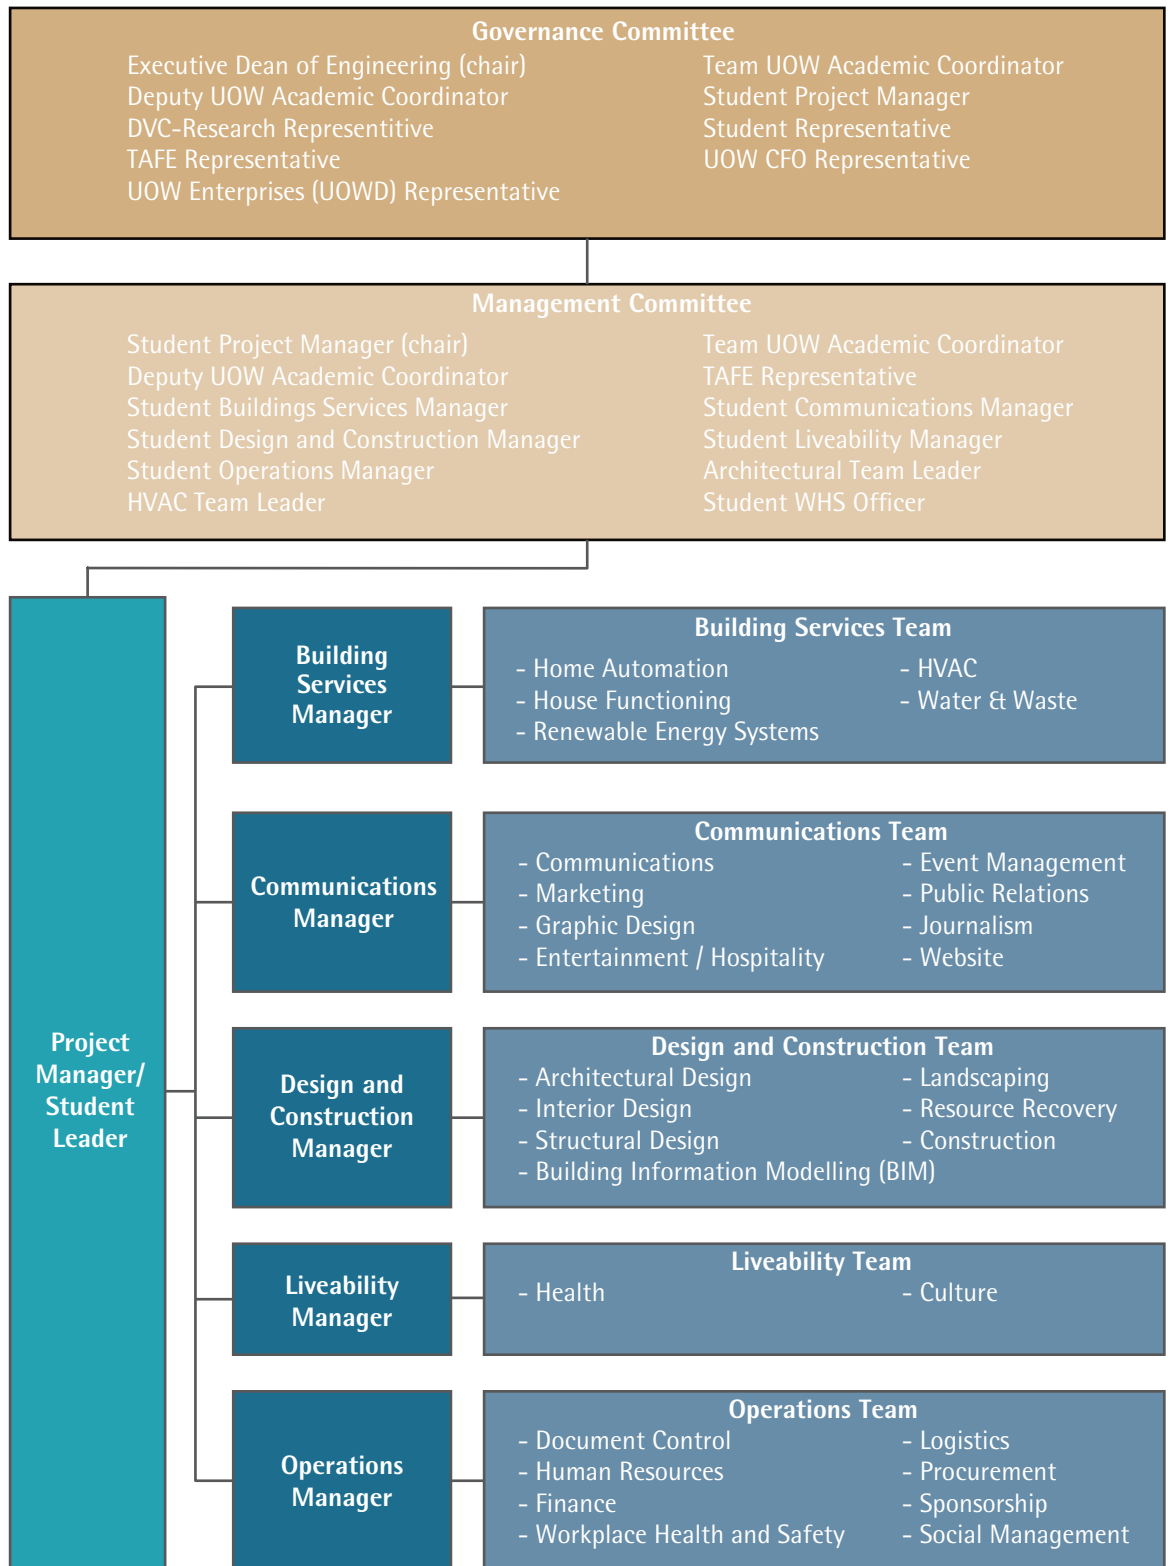 Governance Committee
Executive Dean of Engineering (chair)
Deputy UOW Academic Coordinator
DVC-Research Representitive
TAFE Representative
UOW Enterprises (UOWD) Representative
Team UOW Academic Coordinator
Student Project Manager
Student Representative
UOW CFO Representative
Management Committee
Student Project Manager (chair)
Deputy UOW Academic Coordinator
Student Buildings Services Manager
Student Design and Construction Manager
Student Operations Manager
HVAC Team Leader
Team UOW Academic Coordinator
TAFE Representative
Student Communications Manager
Student Liveability Manager
Architectural Team Leader
Student WHS Officer
Project
Manager/
Student
Leader
Building
Services
Manager
Building Services Team
- Home Automation
- House Functioning
- Renewable Energy Systems
- HVAC
- Water & Waste
Communications
Manager
Communications Team
- Communications
- Marketing
- Graphic Design
- Entertainment / Hospitality
- Event Management
- Public Relations
- Journalism
- Website
Design and
Construction
Manager
Design and Construction Team
- Architectural Design
- Interior Design
- Structural Design
- Building Information Modelling (BIM)
- Landscaping
- Resource Recovery
- Construction
Liveability
Manager
Liveability Team
- Health
- Culture
Operations
Manager
Operations Team
- Document Control
- Human Resources
- Finance
- Workplace Health and Safety
- Logistics
- Procurement
- Sponsorship
- Social Management